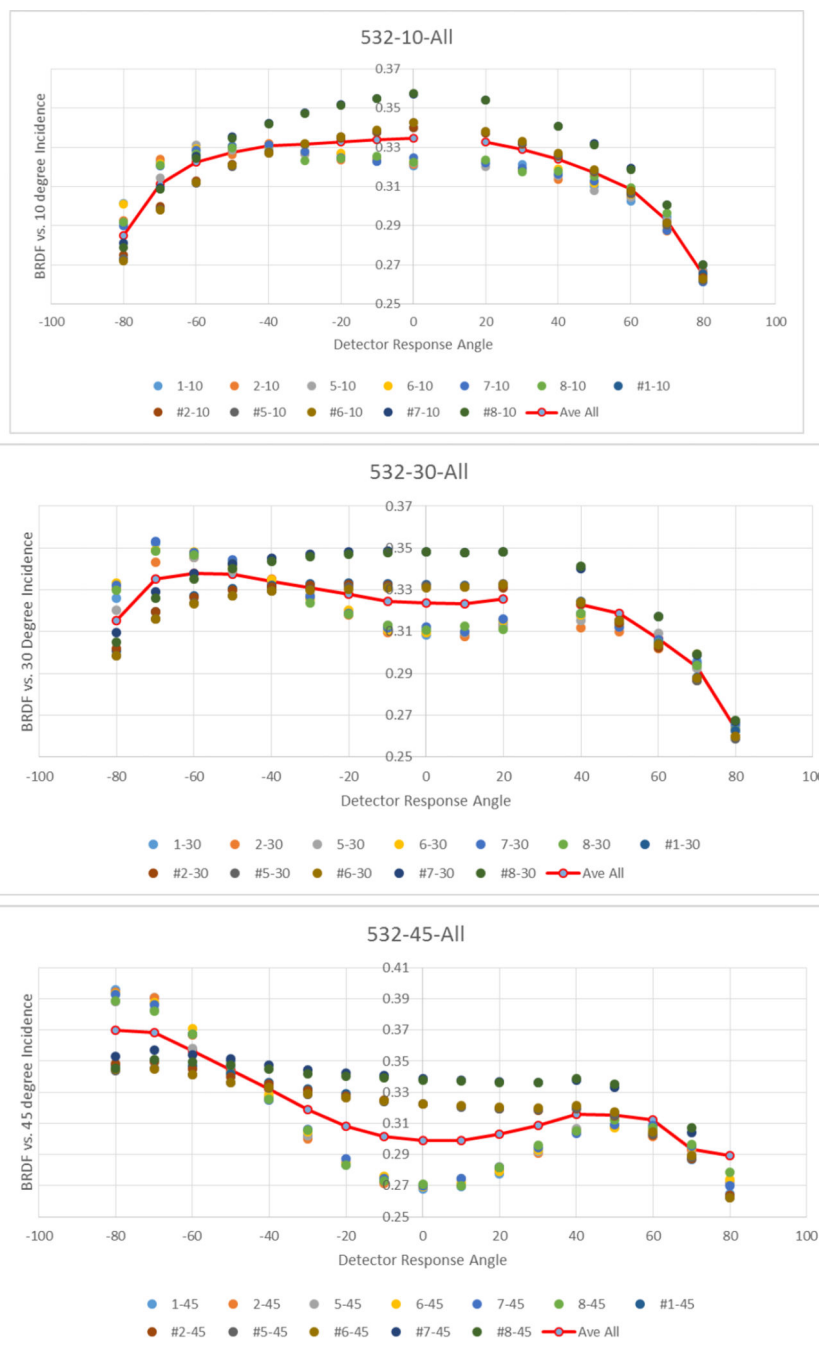 532-10-All
0.37
0.35
0.33
0.31
0.29
0.27
0.25
BRDF vs. 10 degree Incidence
-100 -80 -60 -40 -20 0 20 40 60 80 100
Detector Response Angle
1-10 2-10 5-10 6-10 7-10 8-10 #1-10
#2-10 #5-10 #6-10 #7-10 #8-10 Ave All
532-30-All
0.37
0.35
0.33
0.31
0.29
0.27
0.25
BRDF vs. 30 Degree Incidence
-100 -80 -60 -40 -20 0 20 40 60 80
Detector Response Angle
1-30 2-30 5-30 6-30 7-30 8-30 #1-30
#2-30 #5-30 #6-30 #7-30 #8-30 Ave All
532-45-All
0.41
0.39
0.37
0.35
0.33
0.31
0.29
0.27
0.25
BRDF vs. 45 degree Incidence
-100 -80 -60 -40 -20 0 20 40 60 80 100
Detector Response Angle
1-45 2-45 5-45 6-45 7-45 8-45 #1-45
#2-45 #5-45 #6-45 #7-45 #8-45 Ave All